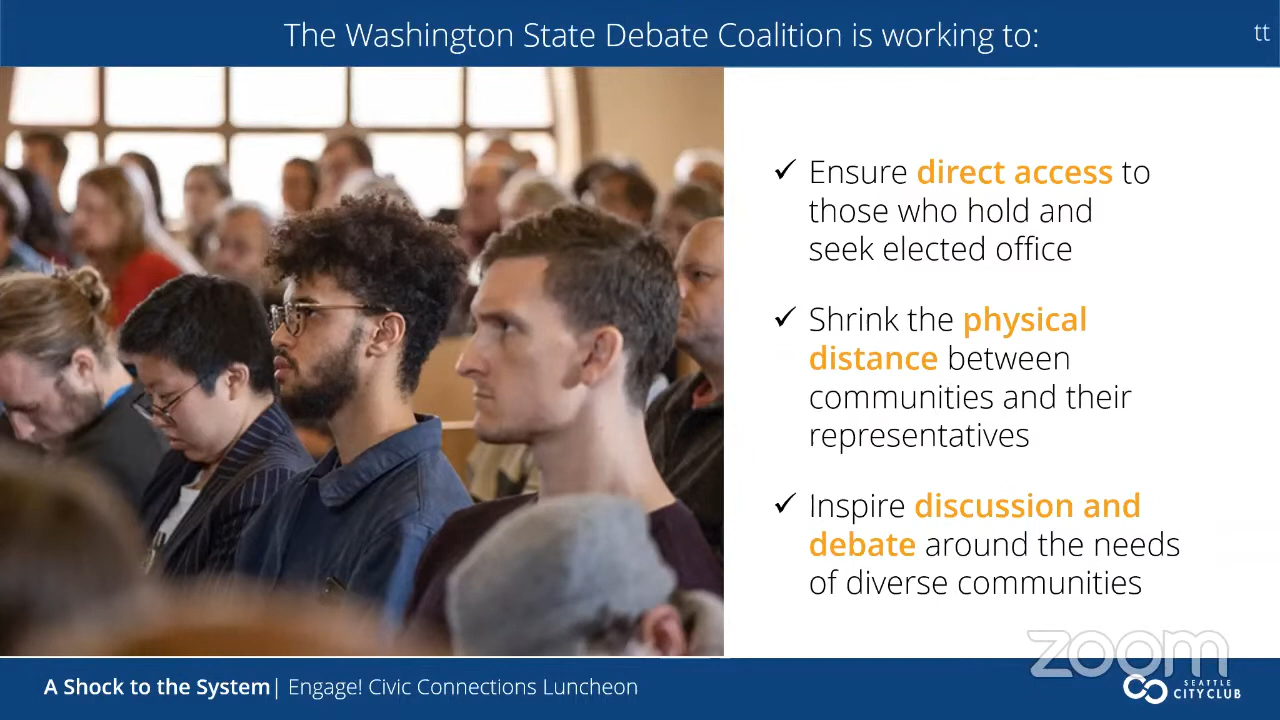 The Washington State Debate Coalition is working to:
tt
Ensure direct access to
those who hold and
seek elected office
Shrink the physical
distance between
communities and their
representatives
Inspire discussion and
debate around the needs
of diverse communities
zoom
A Shock to the System| Engage! Civic Connections Luncheon
SEATTLE
CITYCLUB